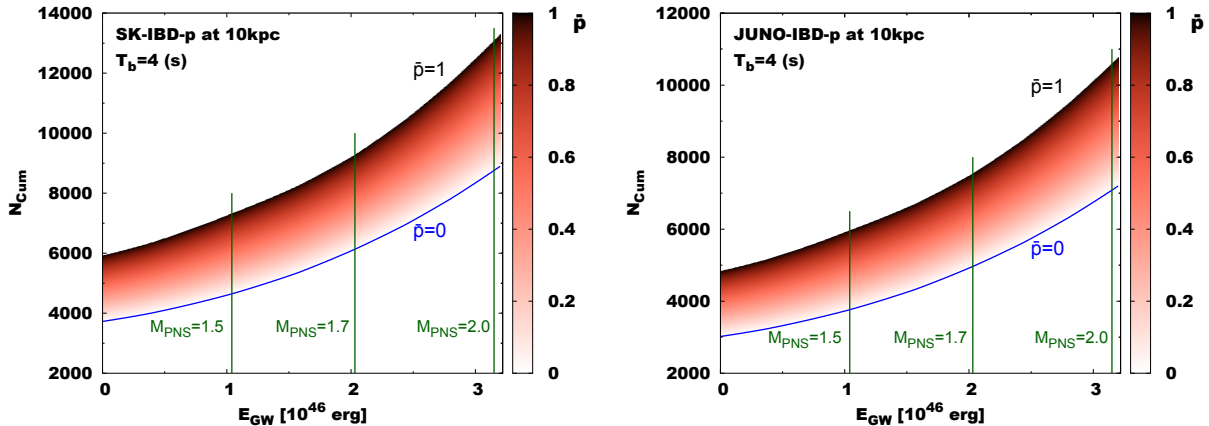 SK-IBD-p at 10kpc
T_b=4 (s)
p̄=1
p̄=0
M_PNS=1.5
M_PNS=1.7
M_PNS=2.0
N_Cum
14000
12000
10000
8000
6000
4000
2000
0 1 2 3
E_GW [10^46 erg]
p̄
1
0.8
0.6
0.4
0.2
0
JUNO-IBD-p at 10kpc
T_b=4 (s)
p̄=1
p̄=0
M_PNS=1.5
M_PNS=1.7
M_PNS=2.0
N_Cum
12000
10000
8000
6000
4000
2000
0 1 2 3
E_GW [10^46 erg]
p̄
1
0.8
0.6
0.4
0.2
0